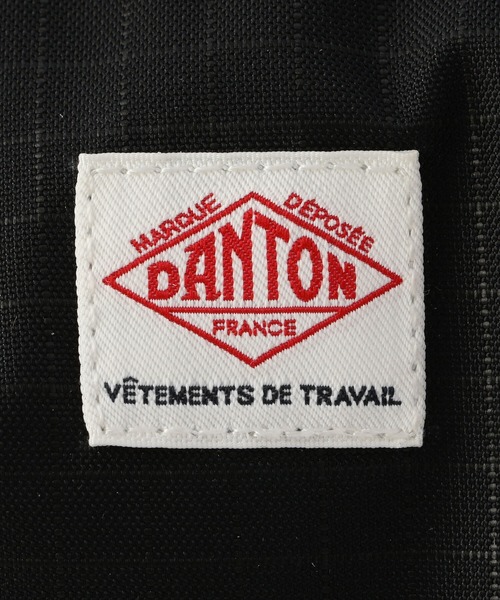 MARQUE DÉPOSÉE
DANTON
FRANCE
VÊTEMENTS DE TRAVAIL